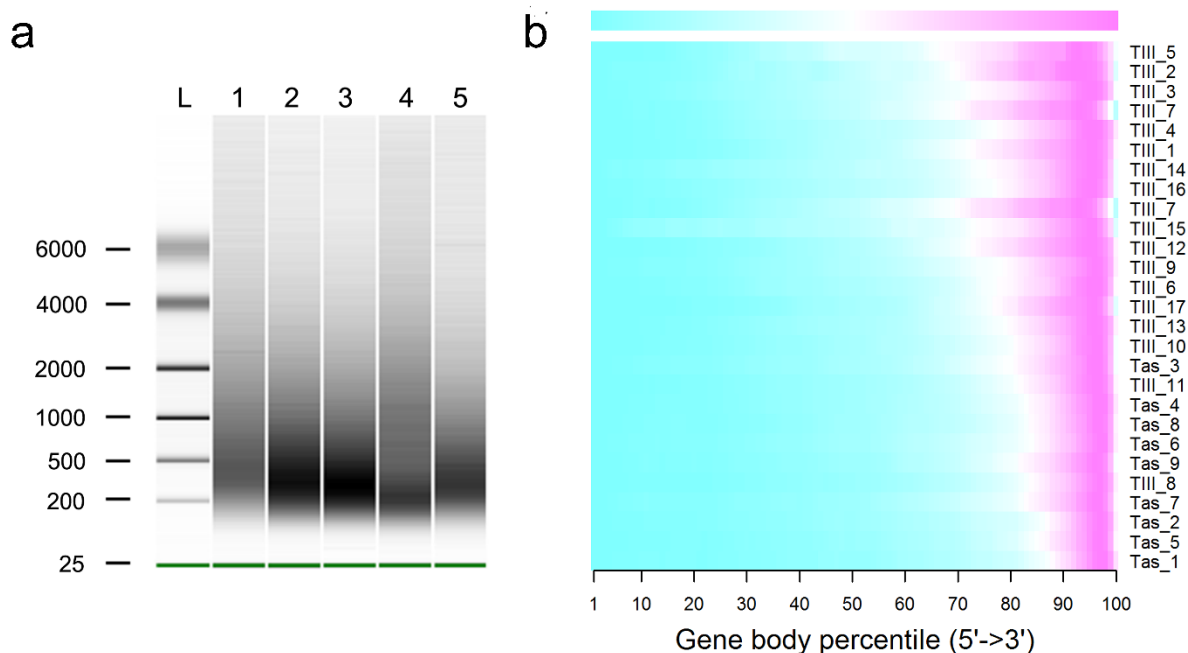 a
b
L 1 2 3 4 5
6000
4000
2000
1000
500
200
25
TIII_5
TIII_2
TIII_3
TIII_7
TIII_4
TIII_1
TIII_14
TIII_16
TIII_7
TIII_15
TIII_12
TIII_9
TIII_6
TIII_17
TIII_13
TIII_10
Tas_3
TIII_11
Tas_4
Tas_8
Tas_6
Tas_9
TIII_8
Tas_7
Tas_2
Tas_5
Tas_1
1 10 20 30 40 50 60 70 80 90 100
Gene body percentile (5'->3')